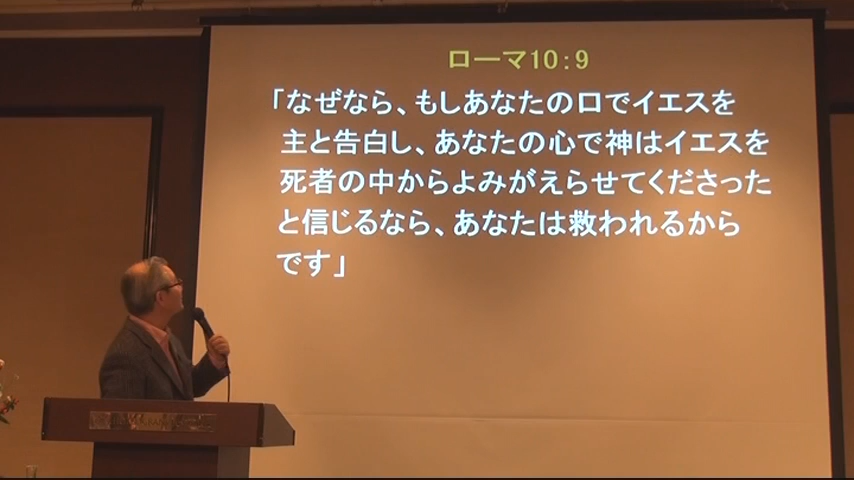 ローマ10:9
「なぜなら、もしあなたの口でイエスを
主と告白し、あなたの心で神はイエスを
死者の中からよみがえらせてくださった
と信じるなら、あなたは救われるから
です」